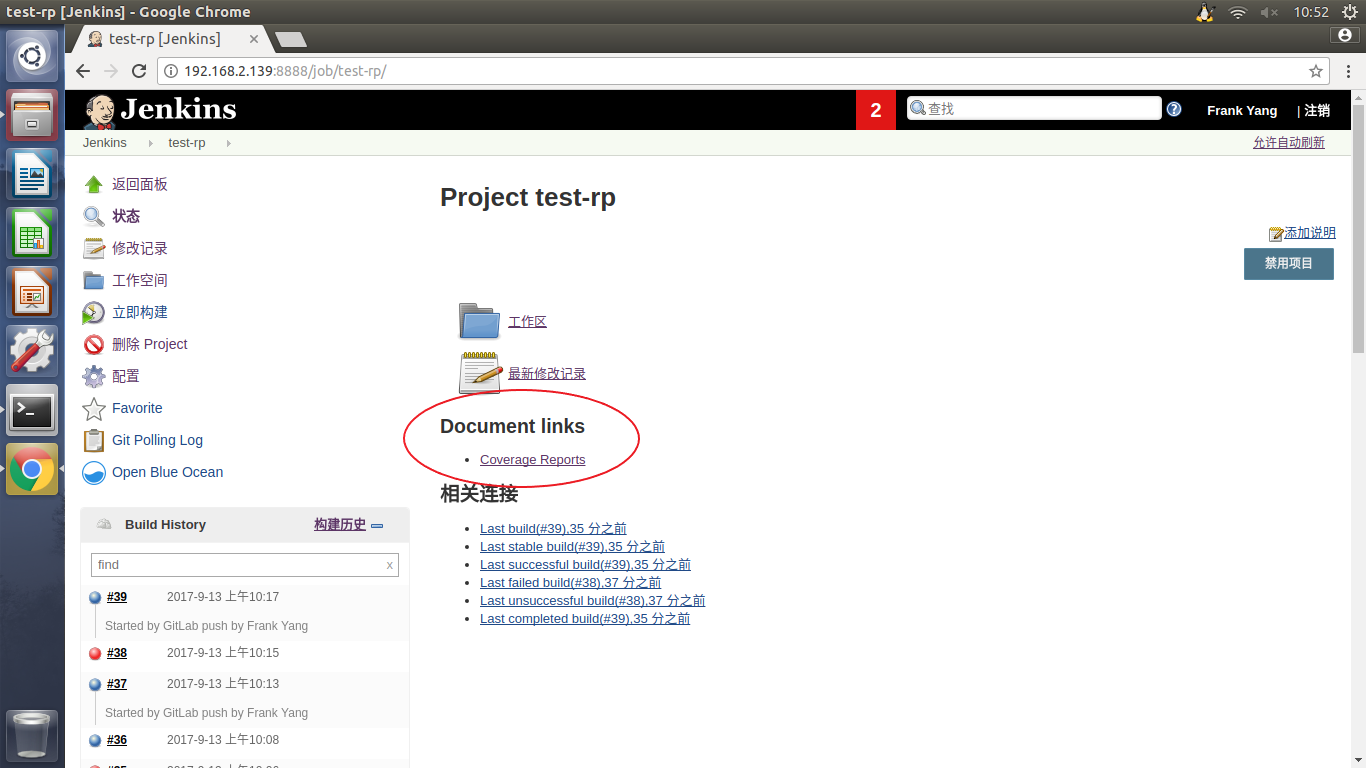 test-rp [Jenkins] - Google Chrome
10:52
test-rp [Jenkins]
192.168.2.139:8888/job/test-rp/
Jenkins
2
查找
Frank Yang
| 注销
Jenkins
test-rp
允许自动刷新
返回面板
状态
修改记录
工作空间
立即构建
删除 Project
配置
Favorite
Git Polling Log
Open Blue Ocean
Build History
构建历史
find
x
#39 2017-9-13 上午10:17
Started by GitLab push by Frank Yang
#38 2017-9-13 上午10:15
#37 2017-9-13 上午10:13
Started by GitLab push by Frank Yang
#36 2017-9-13 上午10:08
Project test-rp
添加说明
禁用项目
工作区
最新修改记录
Document links
Coverage Reports
相关连接
Last build(#39),35 分之前
Last stable build(#39),35 分之前
Last successful build(#39),35 分之前
Last failed build(#38),37 分之前
Last unsuccessful build(#38),37 分之前
Last completed build(#39),35 分之前